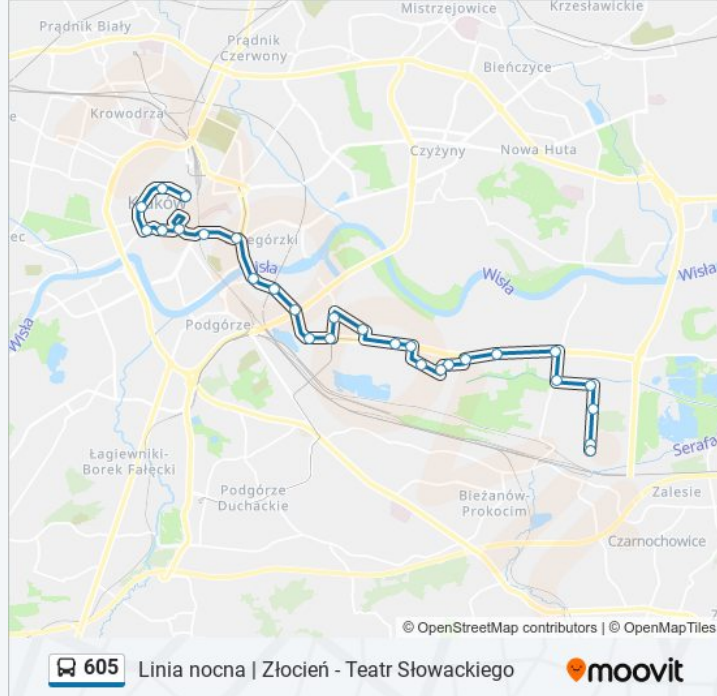 Mistrzejowice
Krzesławickie
Prądnik Biały
Prądnik
Czerwony
Bieńczyce
Krowodrza
Czyżyny
Nowa Huta
Kraków
egórzki
Wisła
Wisła
Wisła
Podgórze
Wisła
Łagiewniki-
Borek Fałęcki
Serafa
Podgórze
Duchackie
Bieżanów-
Prokocim
Zalesie
Czarnochowice
© OpenStreetMap contributors | © OpenMapTiles
605 Linia nocna | Złocień - Teatr Słowackiego
moovit